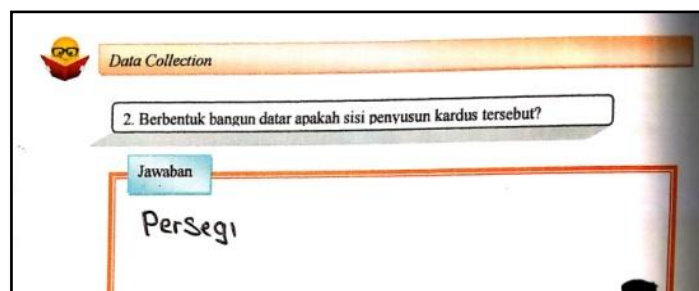 Data Collection
2. Berbentuk bangun datar apakah sisi penyusun kardus tersebut?
Jawaban
Persegi